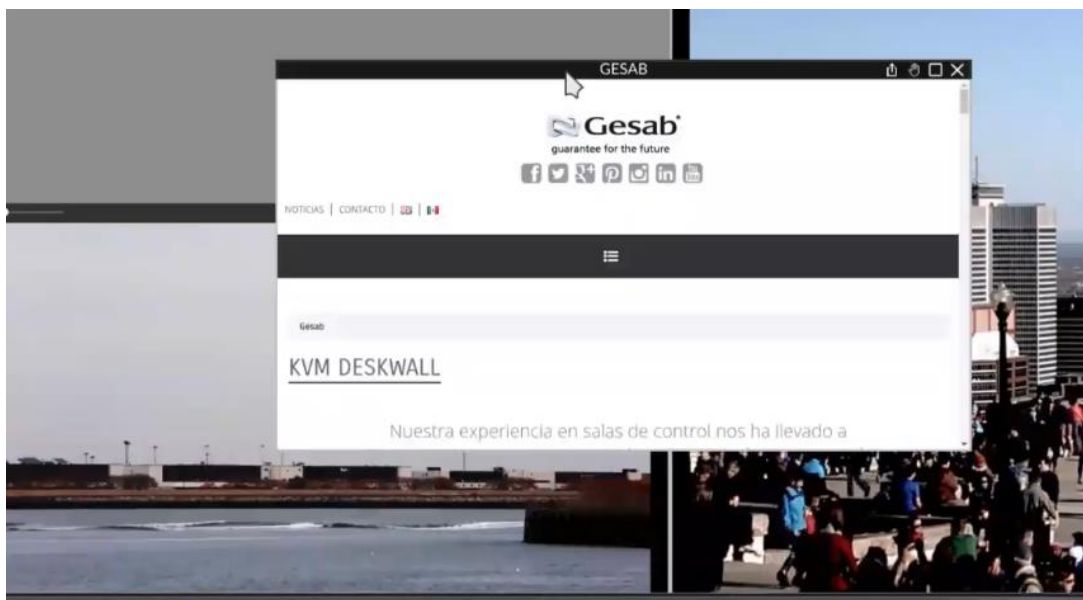 GESAB
Gesab
guarantee for the future
NOTICIAS | CONTACTO |
Gesab
KVM DESKWALL
Nuestra experiencia en salas de control nos ha llevado a